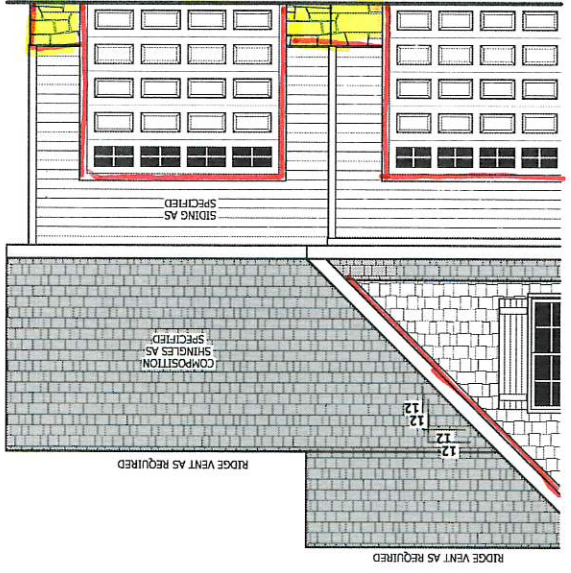 RIDGE VENT AS REQUIRED
RIDGE VENT AS REQUIRED
12
12
12
12
COMPOSITION
SHINGLES AS
SPECIFIED
SIDING AS
SPECIFIED